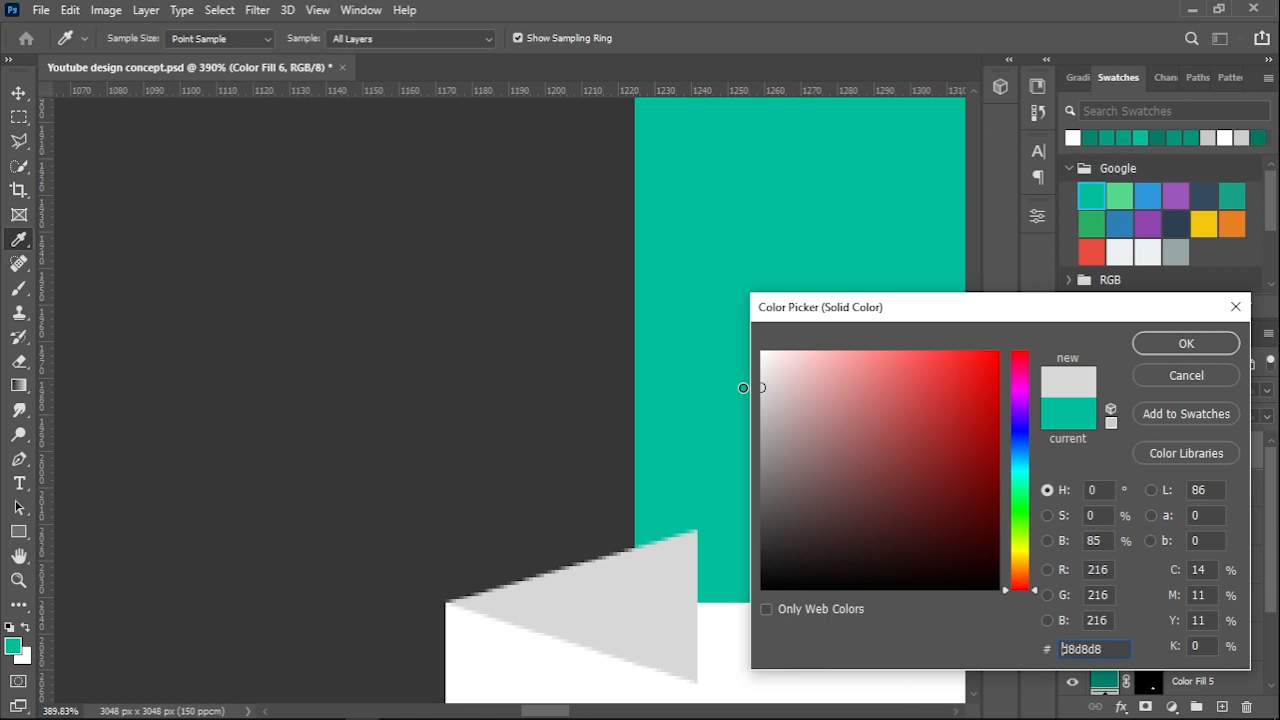 Ps File Edit Image Layer Type Select Filter 3D View Window Help
Sample Size: Point Sample Sample: All Layers Show Sampling Ring
Youtube design concept.psd @ 390% (Color Fill 6, RGB/8) *
Gradi Swatches Chan Paths Patter
1070 1080 1090 1100 1110 1120 1130 1140 1150 1160 1170 1180 1190 1200 1210 1220 1230 1240 1250 1260 1270 1280 1290 1300 1310
Search Swatches
Google
RGB
Color Picker (Solid Color)
OK
new
Cancel
Add to Swatches
current
Color Libraries
H: 0 ° L: 86
S: 0 % a: 0
B: 85 % b: 0
R: 216 C: 14 %
G: 216 M: 11 %
Only Web Colors
B: 216 Y: 11 %
# d8d8d8 K: 0 %
Color Fill 5
389.83% 3048 px x 3048 px (150 ppcm)